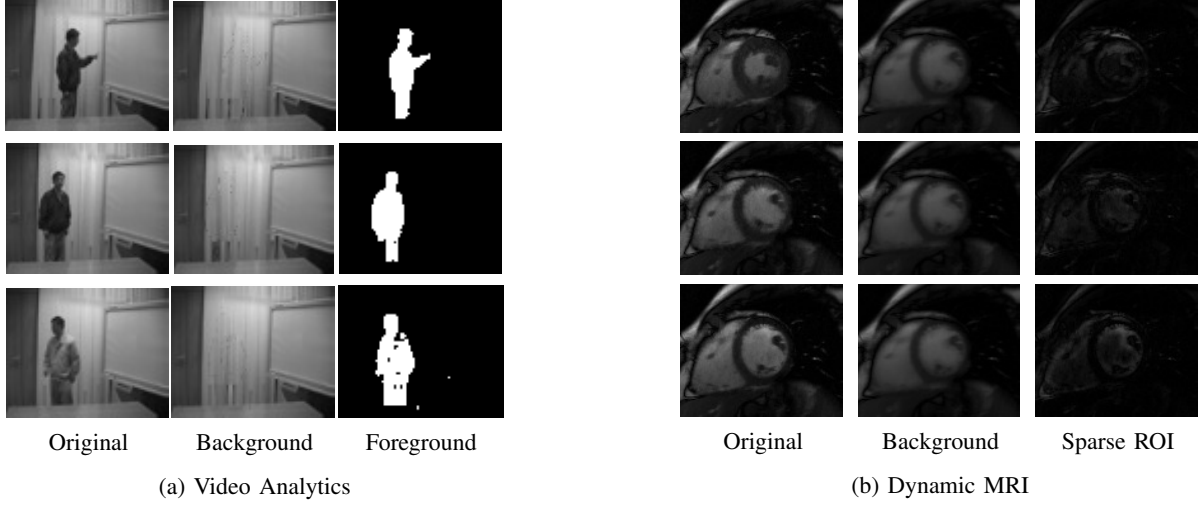 Original Background Foreground
(a) Video Analytics
Original Background Sparse ROI
(b) Dynamic MRI